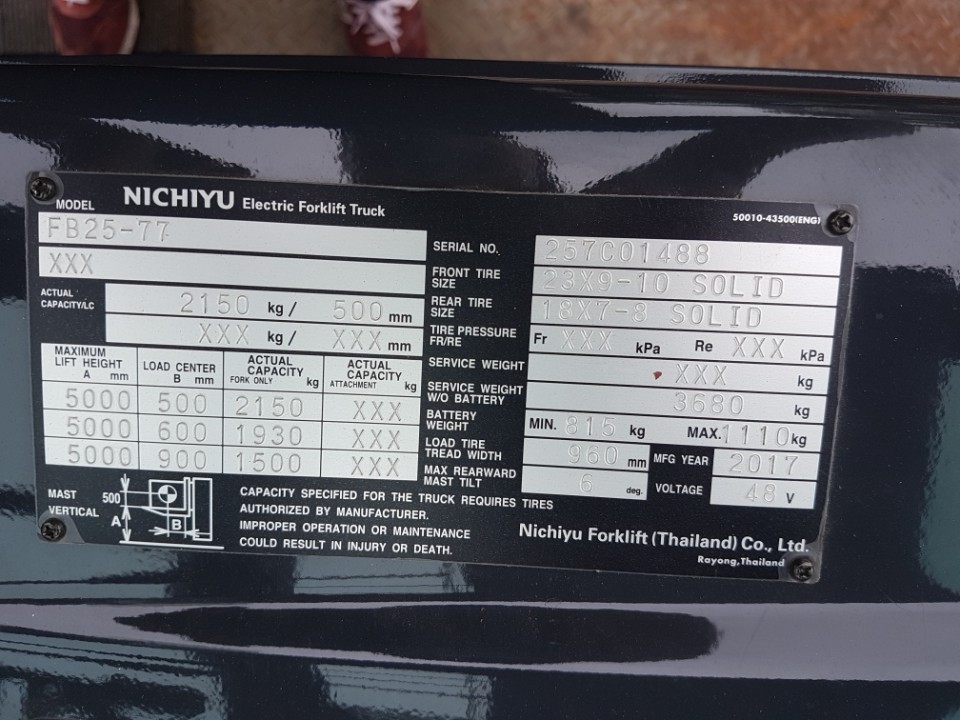 NICHIYU Electric Forklift Truck
50010-43500(ENG)
MODEL
FB25-77
XXX
ACTUAL CAPACITY/LC
2150 kg / 500 mm
XXX kg / XXX mm
MAXIMUM LIFT HEIGHT A mm
LOAD CENTER B mm
ACTUAL CAPACITY FORK ONLY kg
ACTUAL CAPACITY ATTACHMENT kg
5000 500 2150 XXX
5000 600 1930 XXX
5000 900 1500 XXX
SERIAL NO. 257C01488
FRONT TIRE SIZE 23X9-10 SOLID
REAR TIRE SIZE 18X7-8 SOLID
TIRE PRESSURE FR/RE Fr XXX kPa Re XXX kPa
SERVICE WEIGHT XXX kg
SERVICE WEIGHT W/O BATTERY 3680 kg
BATTERY WEIGHT MIN. 815 kg MAX. 1110 kg
LOAD TIRE TREAD WIDTH 960 mm
MFG YEAR 2017
MAX REARWARD MAST TILT 6 deg.
VOLTAGE 48 V
MAST VERTICAL
500
A
B
CAPACITY SPECIFIED FOR THE TRUCK REQUIRES TIRES
AUTHORIZED BY MANUFACTURER.
IMPROPER OPERATION OR MAINTENANCE
COULD RESULT IN INJURY OR DEATH.
Nichiyu Forklift (Thailand) Co., Ltd.
Rayong,Thailand